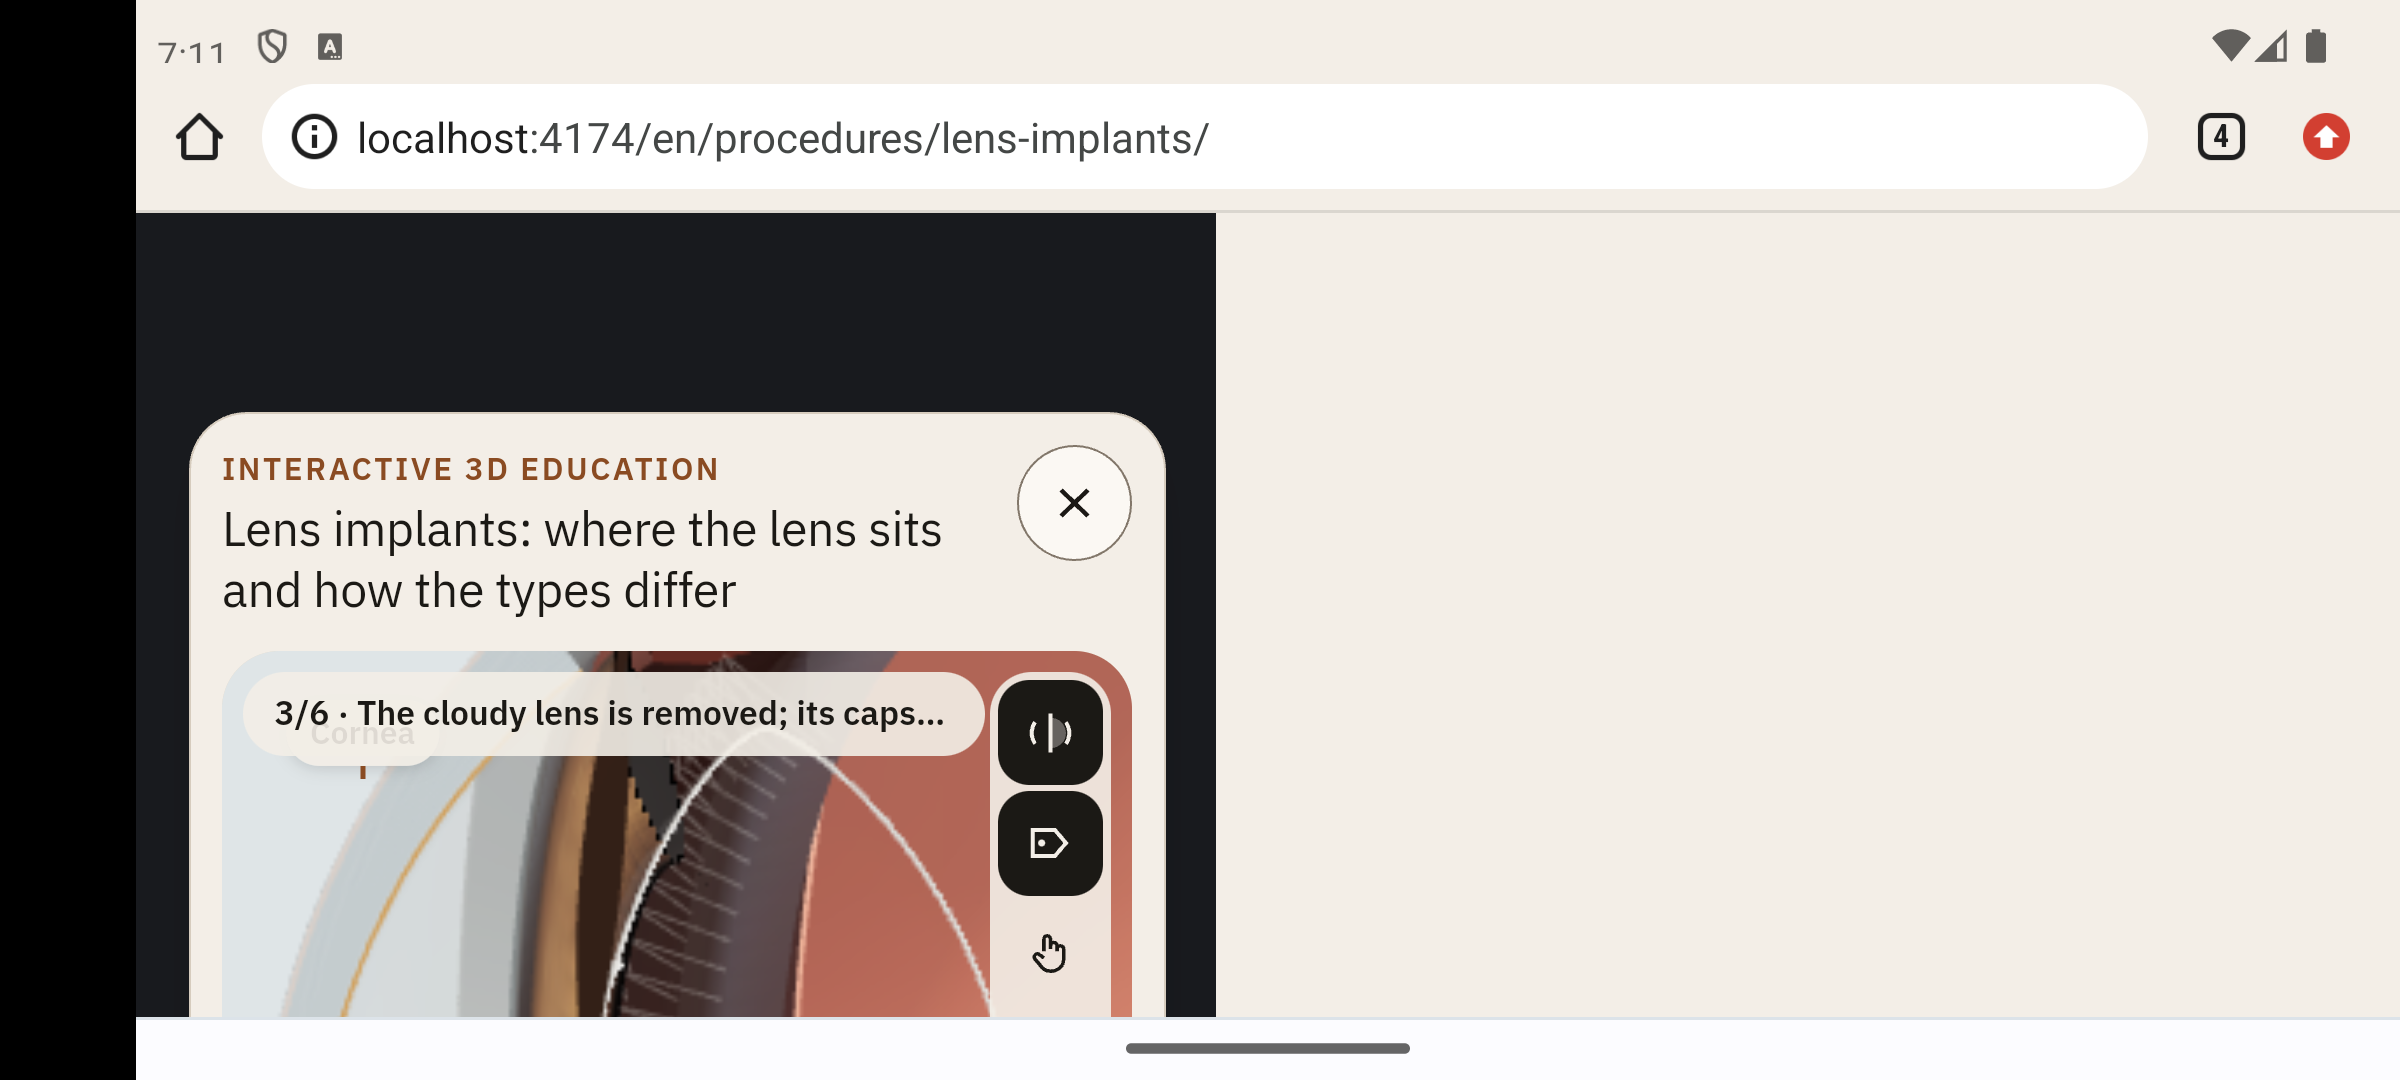 7:11
A
localhost:4174/en/procedures/lens-implants/
4
INTERACTIVE 3D EDUCATION
Lens implants: where the lens sits
and how the types differ
3/6 · The cloudy lens is removed; its caps...
Cornea